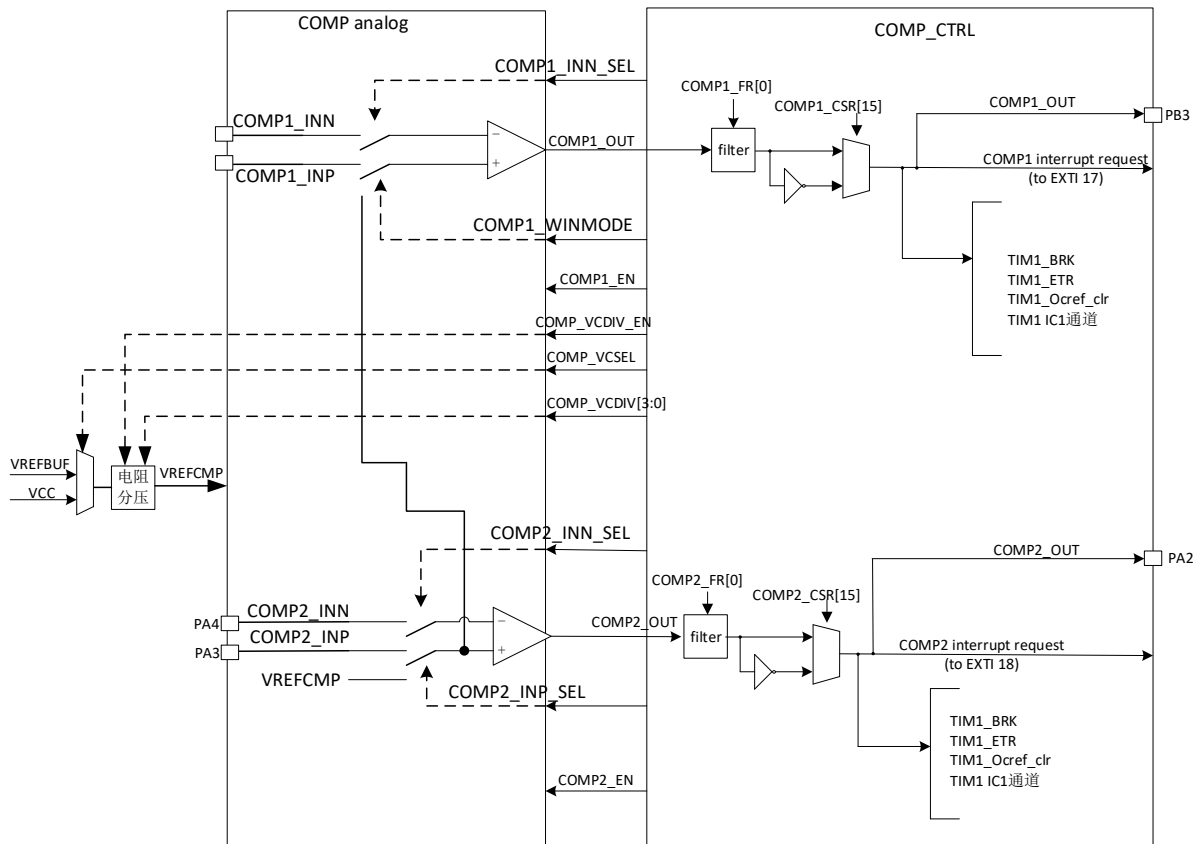 COMP analog
COMP_CTRL
COMP1_INN_SEL
COMP1_FR[0]
COMP1_CSR[15]
COMP1_OUT
PB3
COMP1_INN
COMP1_OUT
filter
COMP1 interrupt request
(to EXTI 17)
COMP1_INP
COMP1_WINMODE
TIM1_BRK
TIM1_ETR
TIM1_Ocref_clr
TIM1 IC1通道
COMP1_EN
COMP_VCDIV_EN
COMP_VCSEL
COMP_VCDIV[3:0]
VREFBUF
VCC
电阻
分压
VREFCMP
COMP2_INN_SEL
COMP2_OUT
PA2
COMP2_FR[0]
COMP2_CSR[15]
PA4
COMP2_INN
COMP2_OUT
filter
COMP2 interrupt request
(to EXTI 18)
PA3
COMP2_INP
VREFCMP
COMP2_INP_SEL
TIM1_BRK
TIM1_ETR
TIM1_Ocref_clr
TIM1 IC1通道
COMP2_EN